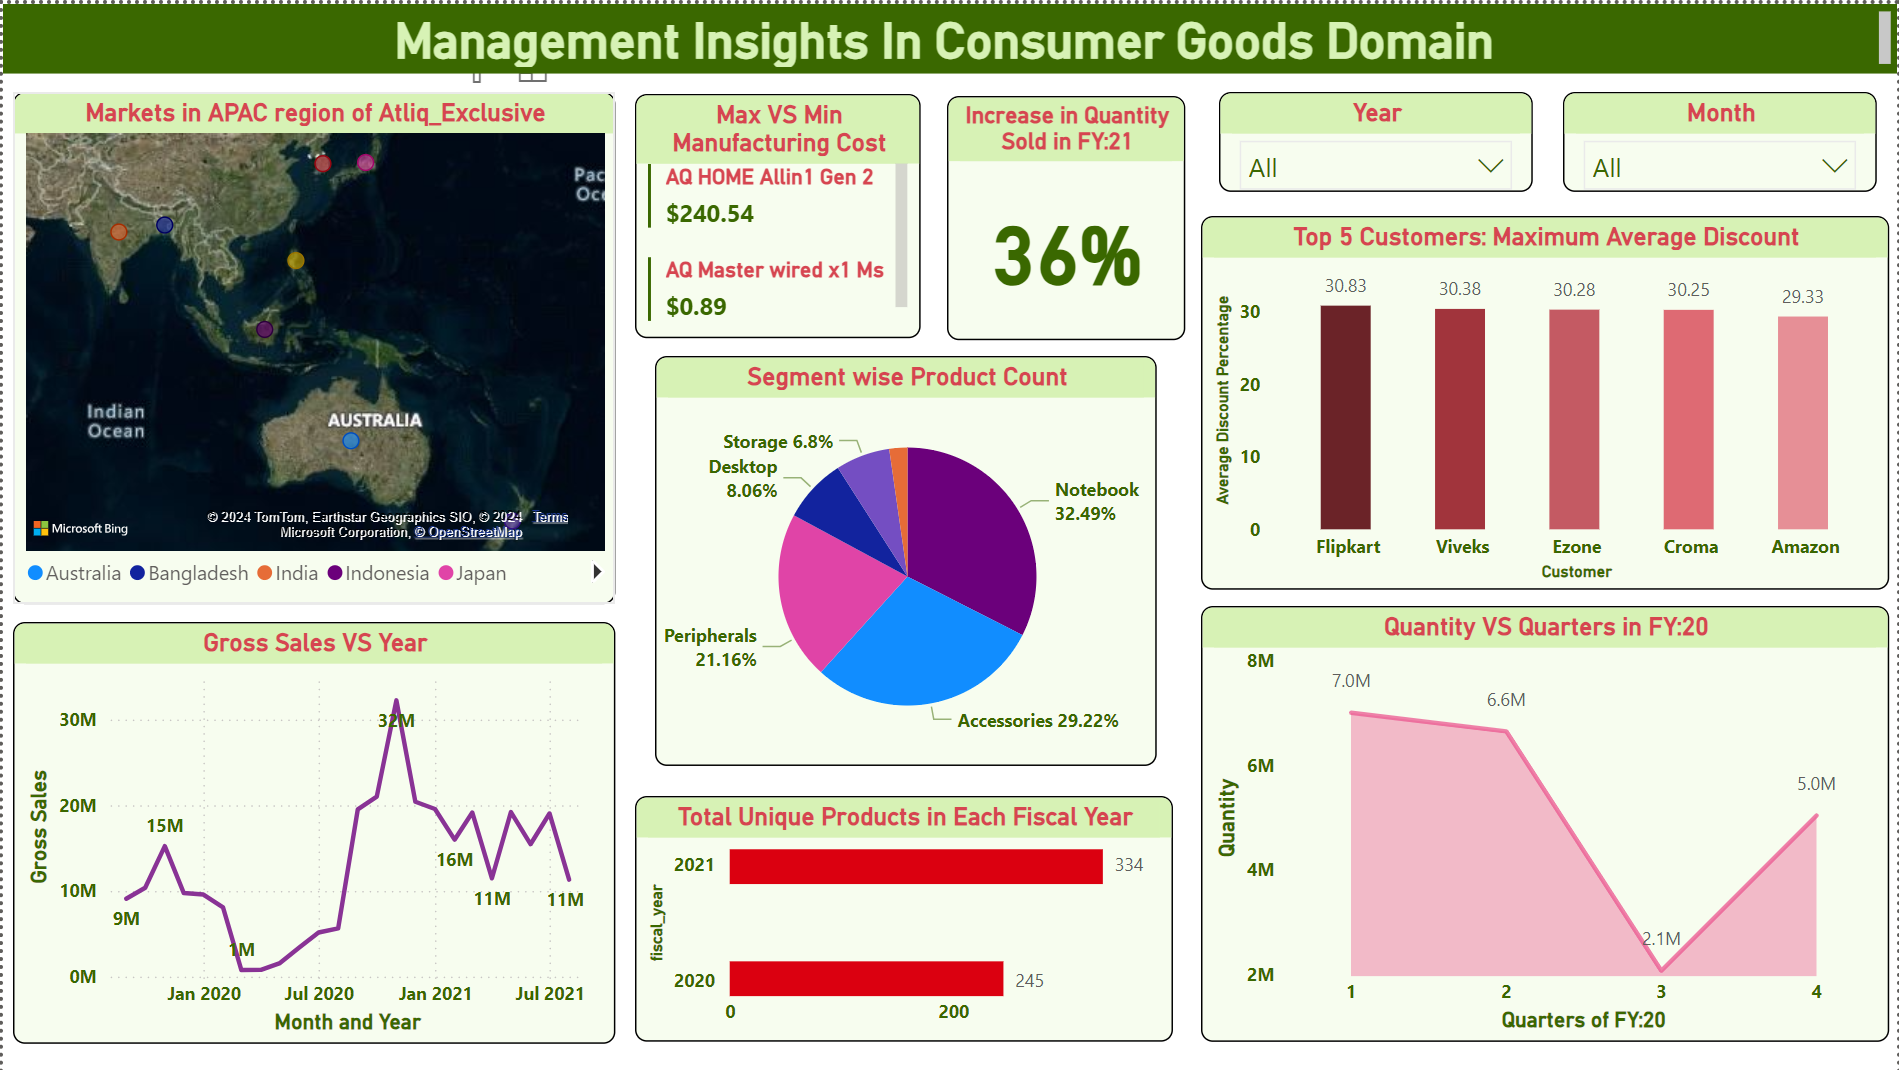 Management Insights In Consumer Goods Domain
Markets in APAC region of Atliq_Exclusive
Pac
Oce
Indian
Ocean
AUSTRALIA
Microsoft Bing
© 2024 TomTom, Earthstar Geographics SIO, © 2024 Terms
Microsoft Corporation, © OpenStreetMap
Australia Bangladesh India Indonesia Japan
Max VS Min
Manufacturing Cost
AQ HOME Allin1 Gen 2
$240.54
AQ Master wired x1 Ms
$0.89
Increase in Quantity
Sold in FY:21
36%
Year
All
Month
All
Top 5 Customers: Maximum Average Discount
Average Discount Percentage
30
20
10
0
30.83
30.38
30.28
30.25
29.33
Flipkart
Viveks
Ezone
Croma
Amazon
Customer
Segment wise Product Count
Storage 6.8%
Desktop
8.06%
Notebook
32.49%
Peripherals
21.16%
Accessories 29.22%
Gross Sales VS Year
Gross Sales
30M
20M
10M
0M
9M
15M
1M
32M
16M
11M
11M
Jan 2020
Jul 2020
Jan 2021
Jul 2021
Month and Year
Total Unique Products in Each Fiscal Year
fiscal_year
2021
334
2020
245
0
200
Quantity VS Quarters in FY:20
Quantity
8M
6M
4M
2M
7.0M
6.6M
2.1M
5.0M
1
2
3
4
Quarters of FY:20